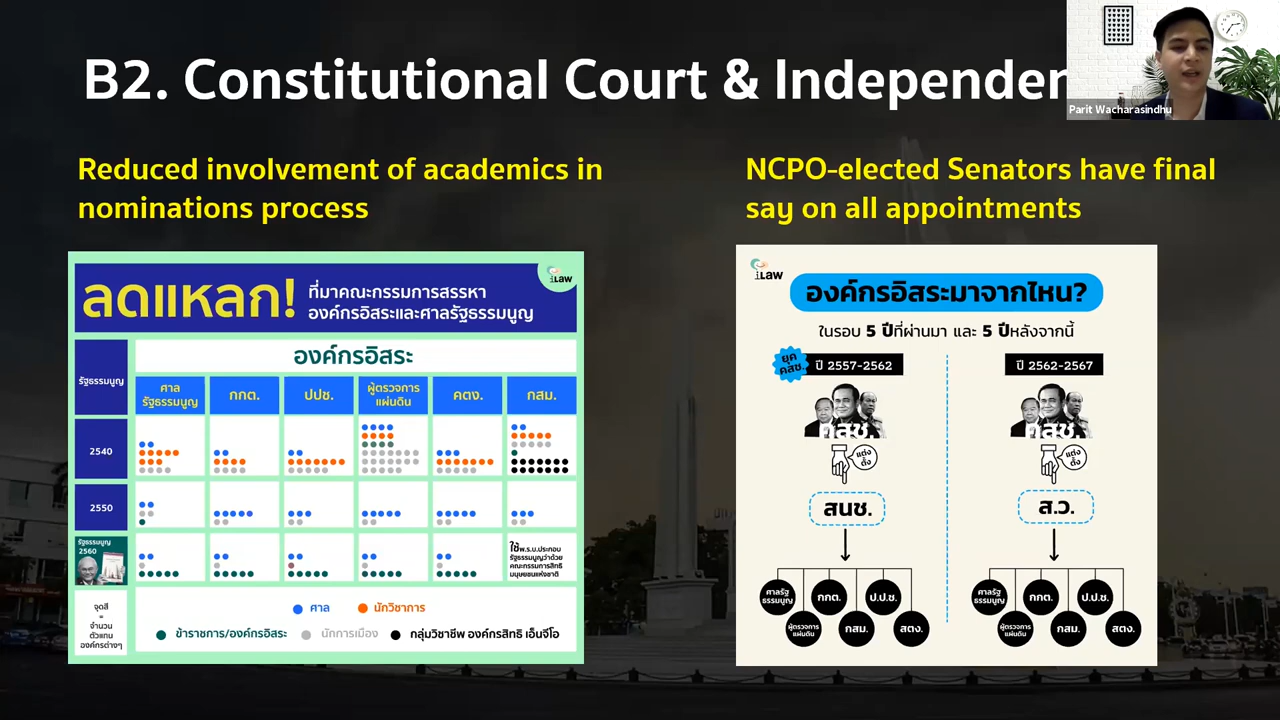 B2. Constitutional Court & Independen
Parit Wacharasindhu
Reduced involvement of academics in
nominations process
NCPO-elected Senators have final
say on all appointments
iLaw
ลดแหลก!
ที่มาคณะกรรมการสรรหา
องค์กรอิสระและศาลรัฐธรรมนูญ
รัฐธรรมนูญ
องค์กรอิสระ
ศาล
รัฐธรรมนูญ
กกต.
ปปช.
ผู้ตรวจการ
แผ่นดิน
คตง.
กสม.
2540
2550
รัฐธรรมนูญ
2560
ใช้พ.ร.บ.ประกอบ
รัฐธรรมนูญว่าด้วย
คณะกรรมการสิทธิ
มนุษยชนแห่งชาติ
จุดสี
=
จำนวน
ตัวแทน
องค์กรต่างๆ
ศาล
นักวิชาการ
ข้าราชการ/องค์กรอิสระ
นักการเมือง
กลุ่มวิชาชีพ องค์กรสิทธิ เอ็นจีโอ
iLaw
องค์กรอิสระมาจากไหน?
ในรอบ 5 ปีที่ผ่านมา และ 5 ปีหลังจากนี้
ยุค
คสช.
ปี 2557-2562
คสช.
แต่ง
ตั้ง
สนช.
ศาลรัฐ
ธรรมนูญ
กกต.
ป.ป.ช.
ผู้ตรวจการ
แผ่นดิน
กสม.
สตง.
ปี 2562-2567
คสช.
แต่ง
ตั้ง
ส.ว.
ศาลรัฐ
ธรรมนูญ
กกต.
ป.ป.ช.
ผู้ตรวจการ
แผ่นดิน
กสม.
สตง.